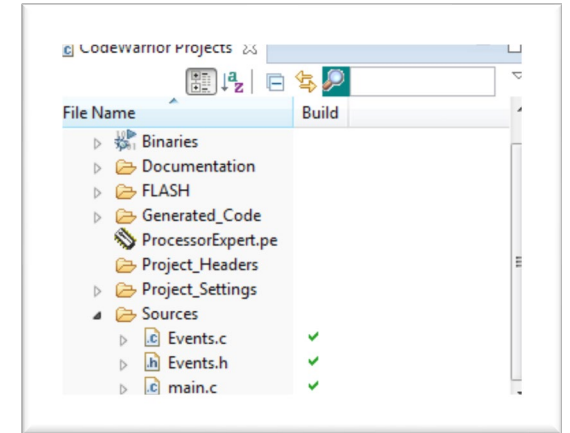 CodeWarrior Projects
File Name Build
Binaries
Documentation
FLASH
Generated_Code
ProcessorExpert.pe
Project_Headers
Project_Settings
Sources
.c Events.c
.h Events.h
.c main.c